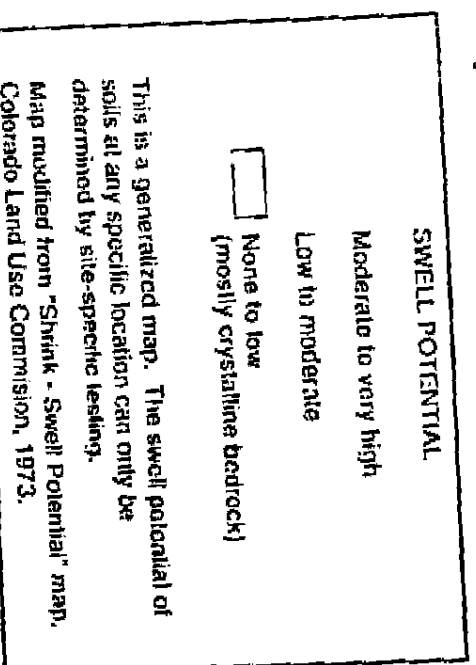 SWELL POTENTIAL
Moderate to very high
Low to moderate
None to low
(mostly crystalline bedrock)
This is a generalized map. The swell potential of
soils at any specific location can only be
determined by site-specific testing.
Map modified from "Shrink - Swell Potential" map,
Colorado Land Use Commision, 1973.